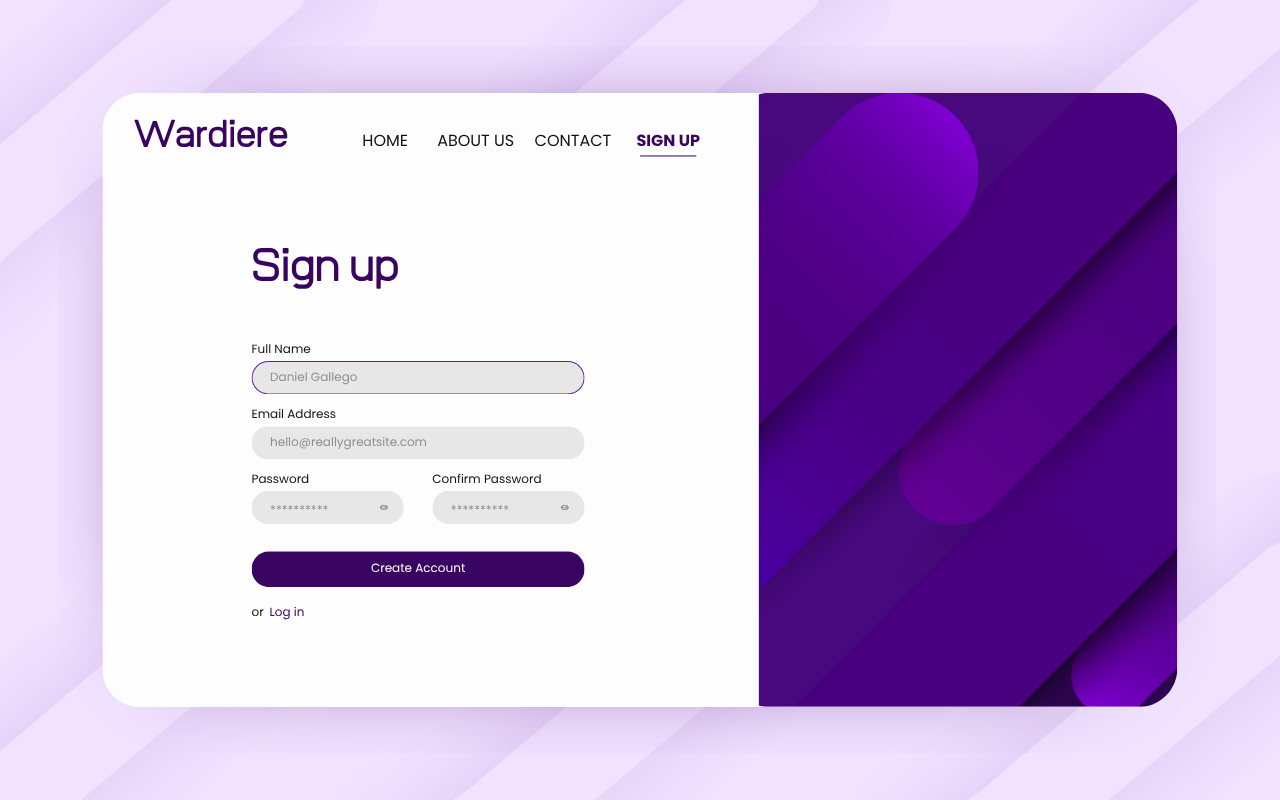 Wardiere
HOME ABOUT US CONTACT SIGN UP
Sign up
Full Name
Daniel Gallego
Email Address
hello@reallygreatsite.com
Password Confirm Password
********** **********
Create Account
or Log in